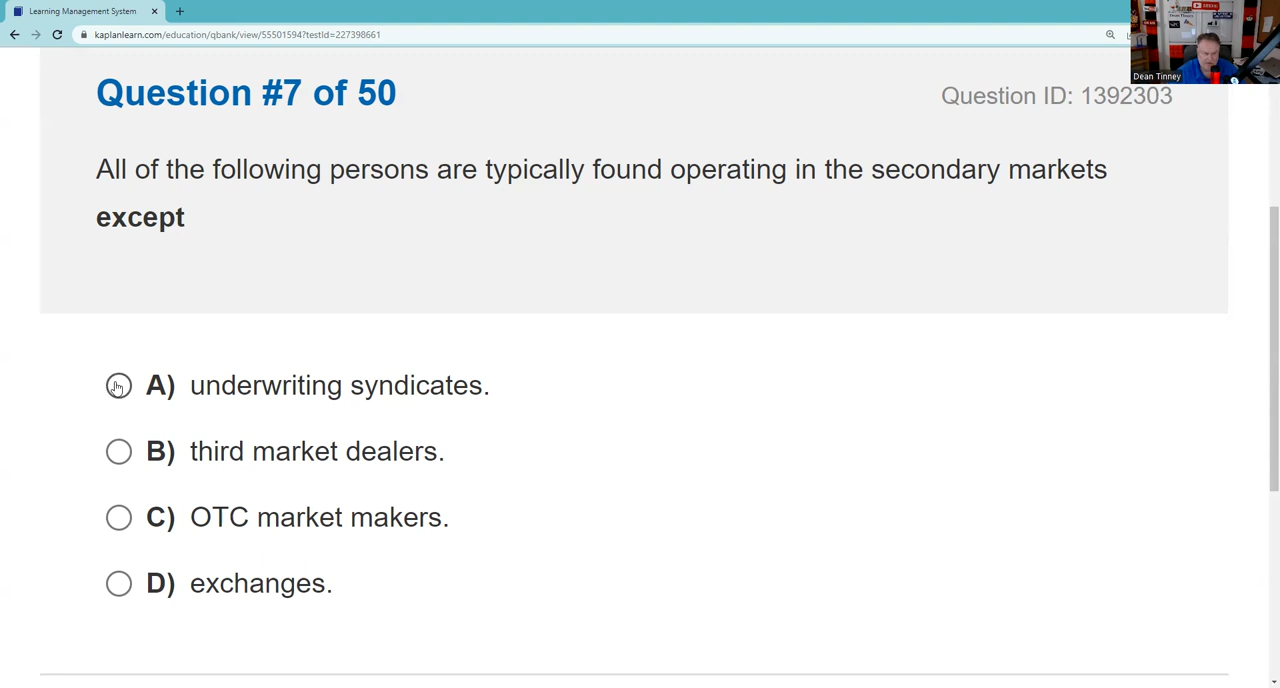 Learning Management System
kaplanlearn.com/education/qbank/view/55501594?testId=227398661
Dean Tinney
Question #7 of 50
Question ID: 1392303
All of the following persons are typically found operating in the secondary markets
except
A) underwriting syndicates.
B) third market dealers.
C) OTC market makers.
D) exchanges.